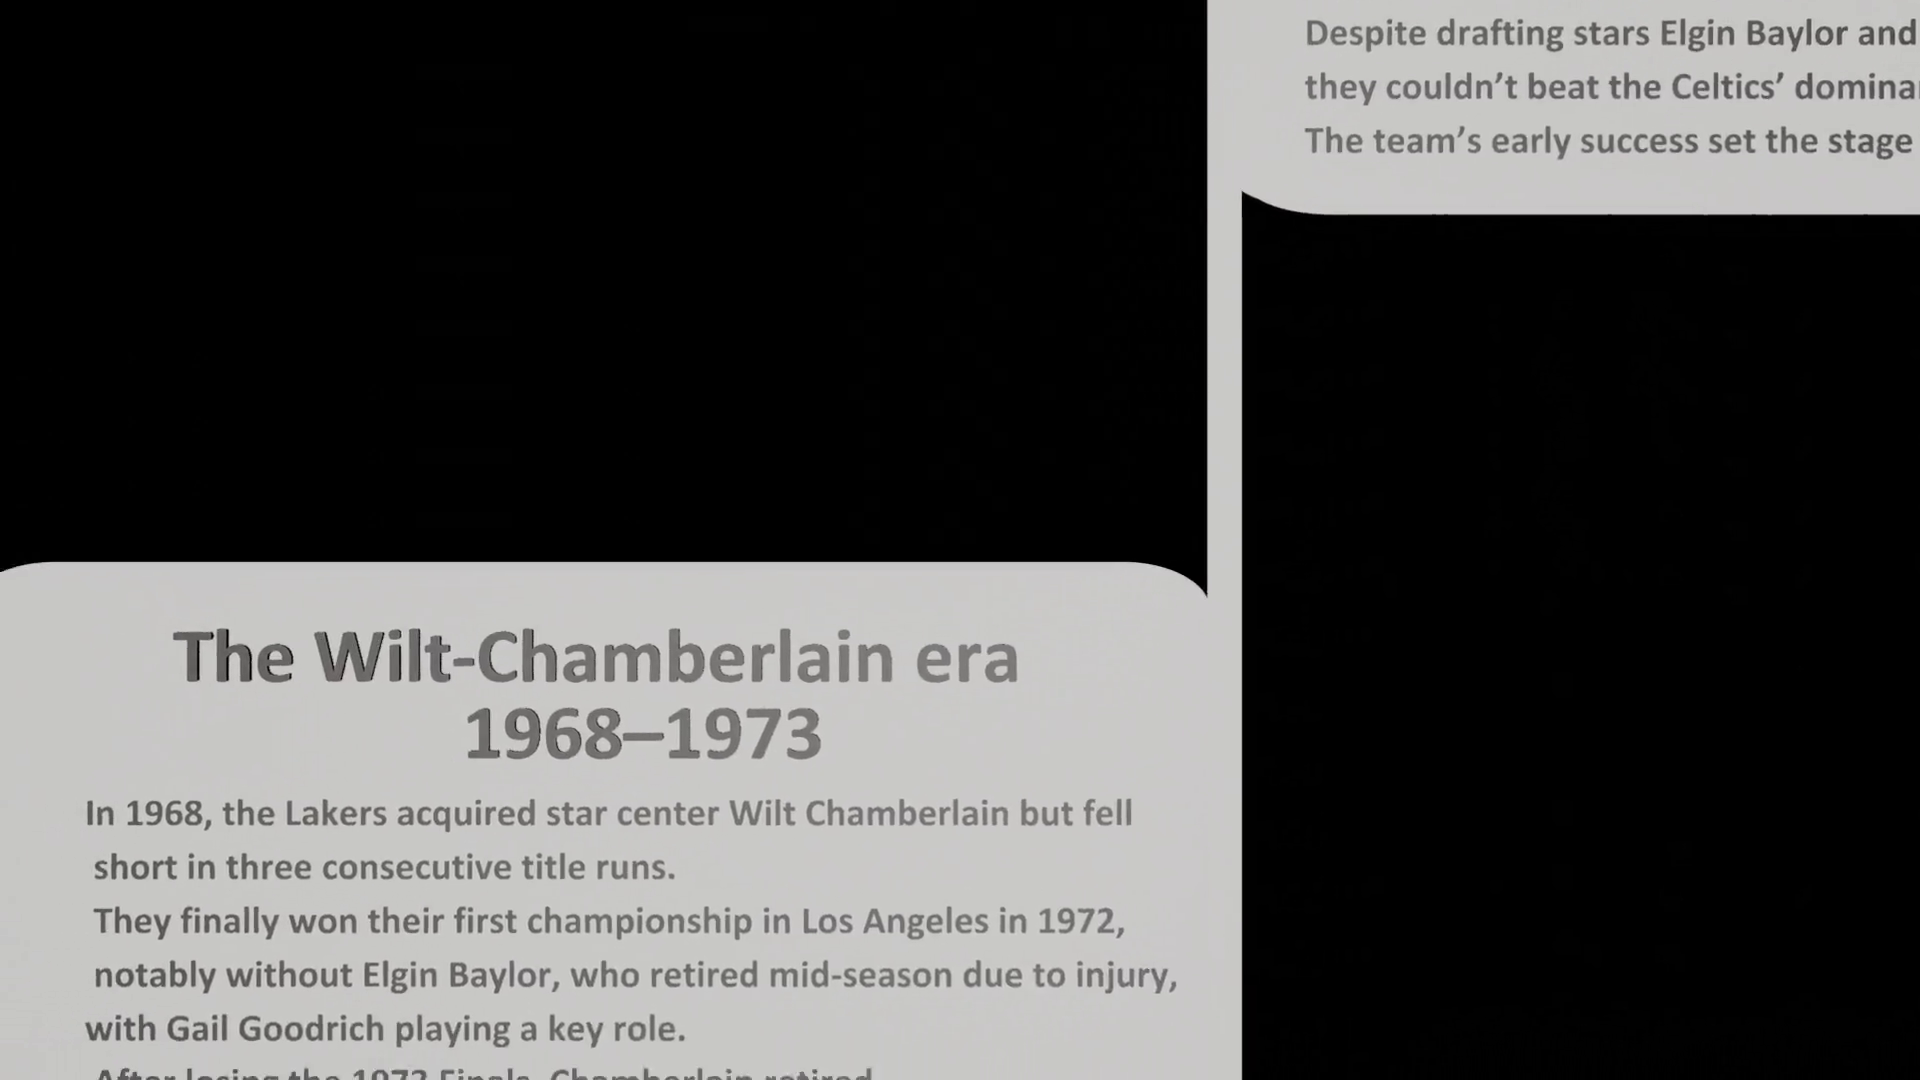 Despite drafting stars Elgin Baylor and
they couldn’t beat the Celtics’
The team’s early success set the stage
The Wilt-Chamberlain era
1968–1973
In 1968, the Lakers acquired star center Wilt Chamberlain but fell
short in three consecutive title runs.
They finally won their first championship in Los Angeles in 1972,
notably without Elgin Baylor, who retired mid-season due to injury,
with Gail Goodrich playing a key role.
After losing the 1973 Finals, Chamberlain retired